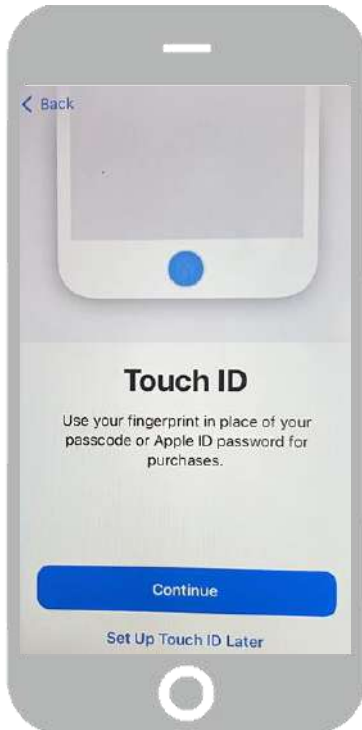 Back
Touch ID
Use your fingerprint in place of your
passcode or Apple ID password for
purchases.
Continue
Set Up Touch ID Later